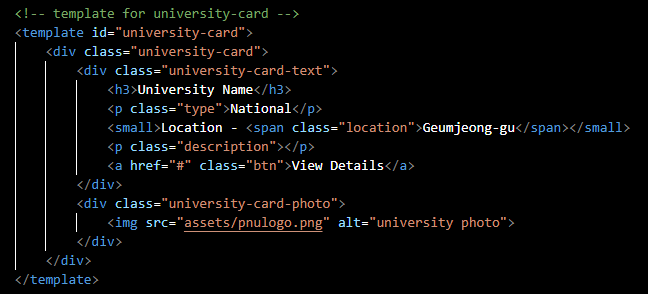 <!-- template for university-card -->
<template id="university-card">
<div class="university-card">
<div class="university-card-text">
<h3>University Name</h3>
<p class="type">National</p>
<small>Location - <span class="location">Geumjeong-gu</span></small>
<p class="description"></p>
<a href="#" class="btn">View Details</a>
</div>
<div class="university-card-photo">
<img src="assets/pnulogo.png" alt="university photo">
</div>
</div>
</template>